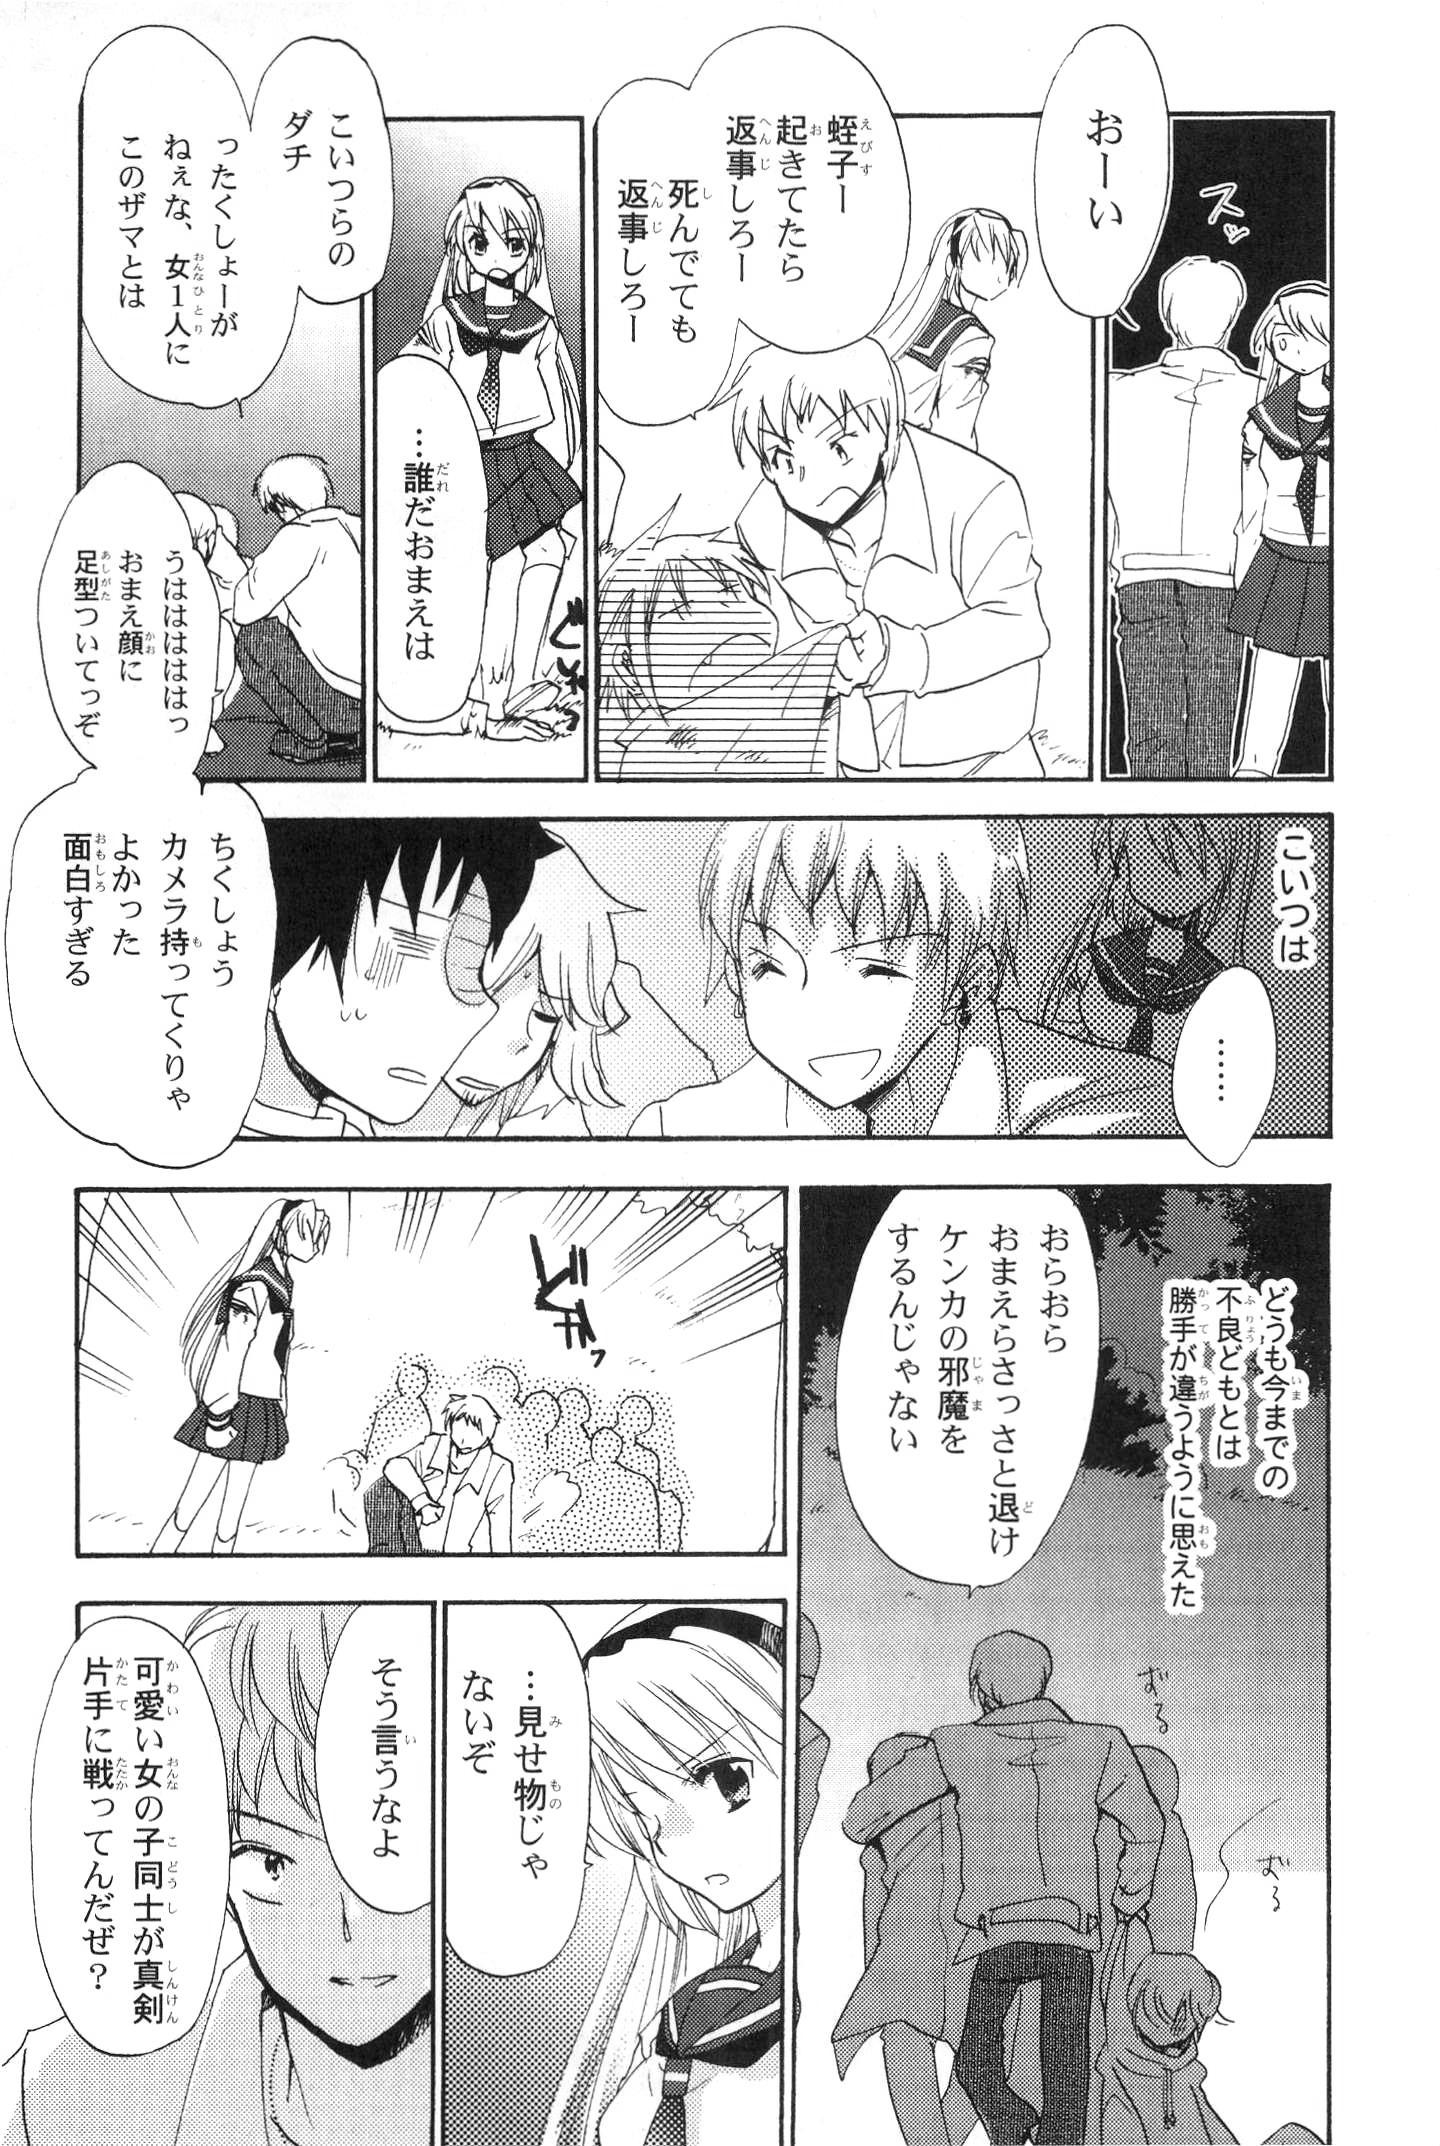 スッ
おーい
蛭子ー
起きてたら
返事しろー
死んでても
返事しろー
…誰だおまえは
こいつらの
ダチ
ったくしょーが
ねぇな、女1人に
このザマとは
うはははははっ
おまえ顔に
足型ついてっぞ
ちくしょう
カメラ持ってくりゃ
よかった
面白すぎる
こいつは
……
どうも今までの
不良どもとは
勝手が違うように思えた
おらおら
おまえらさっさと退け
ケンカの邪魔を
するんじゃない
ずる
ずる
…見せ物じゃ
ないぞ
そう言うなよ
可愛い女の子同士が真剣
片手に戦ってんだぜ？